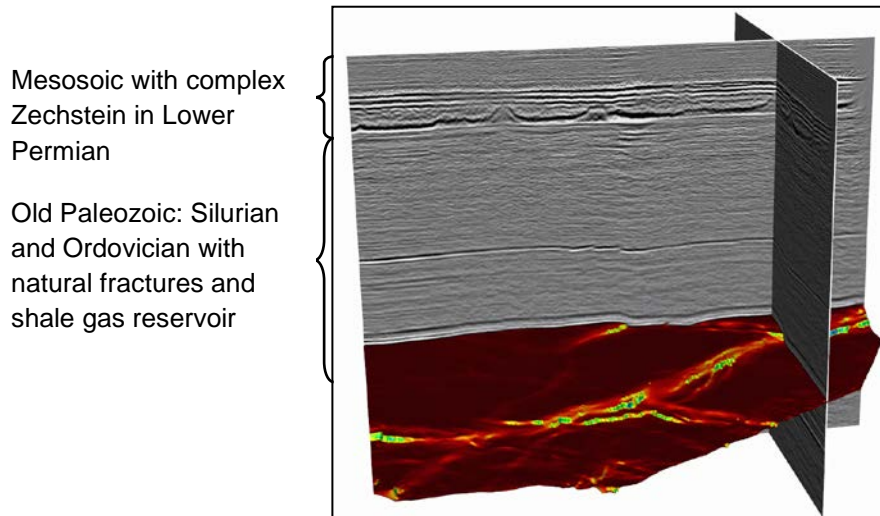 Mesosoic with complex
Zechstein in Lower
Permian
Old Paleozoic: Silurian
and Ordovician with
natural fractures and
shale gas reservoir